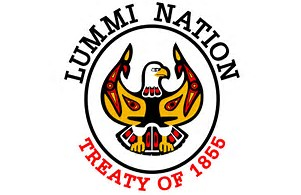 LUMMI NATION
TREATY OF 1855